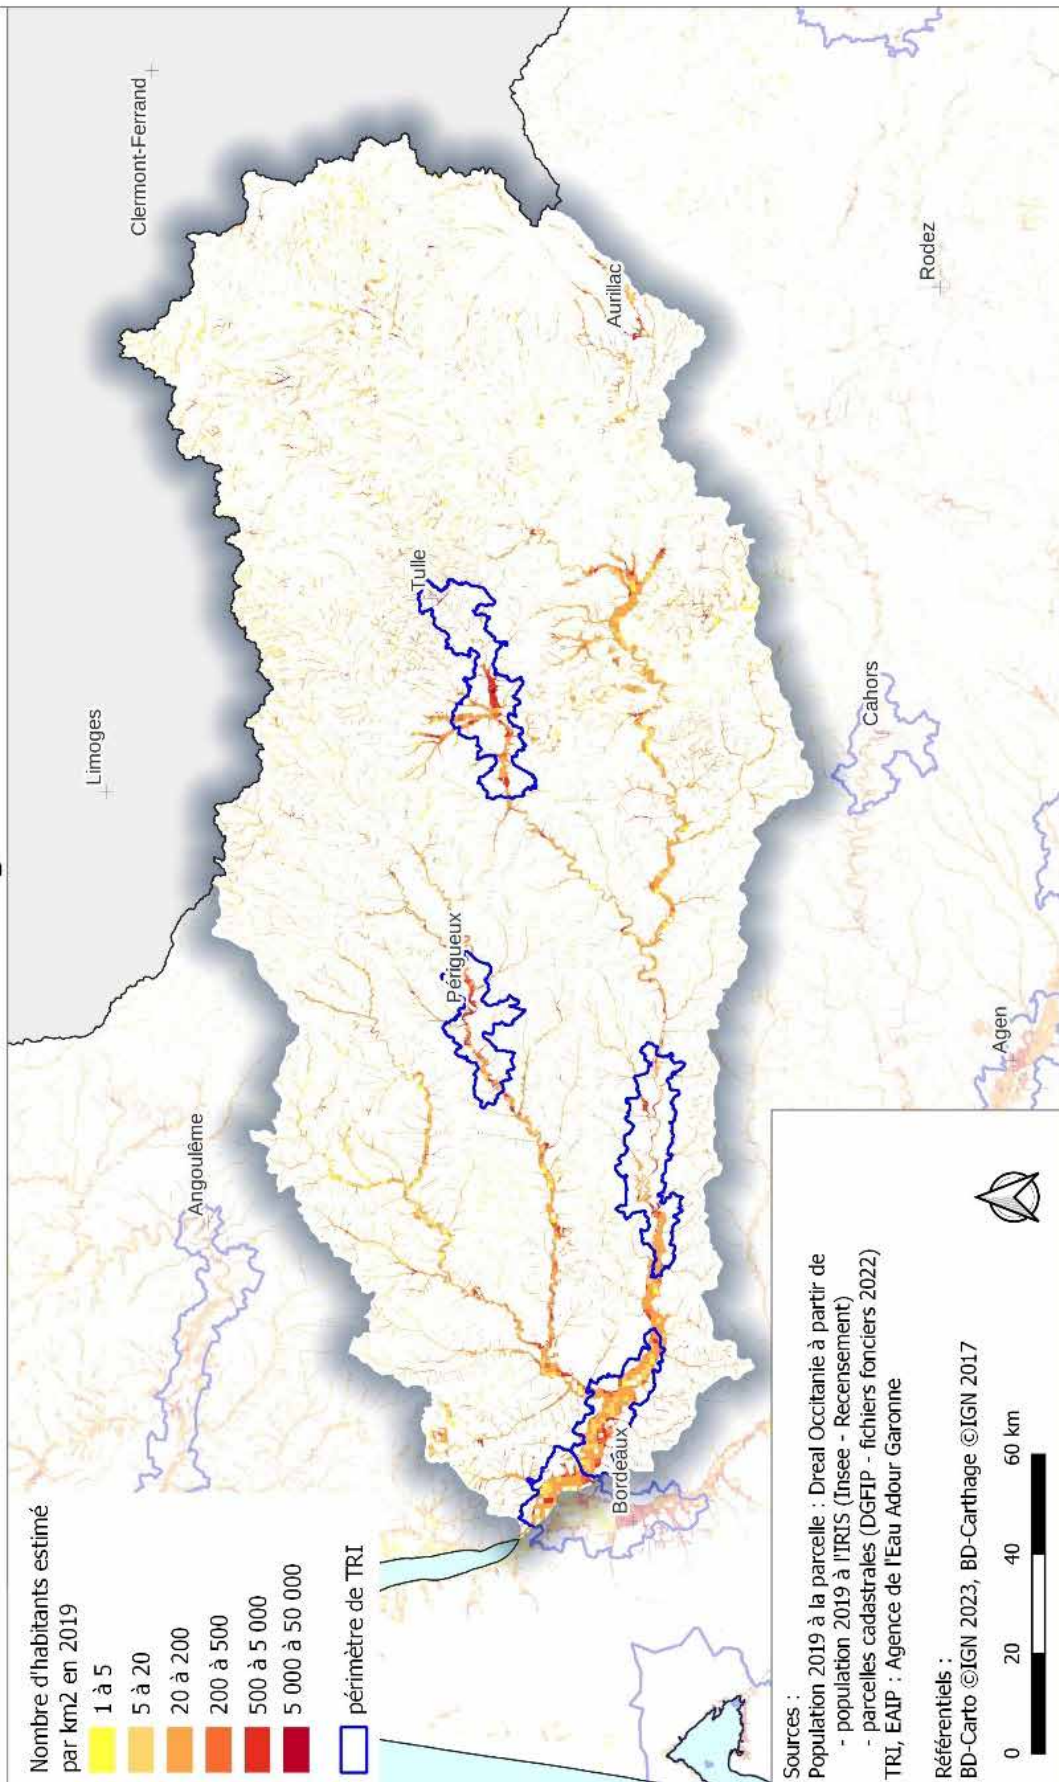 Nombre d'habitants estimé
par km2 en 2019
1 à 5
5 à 20
20 à 200
200 à 500
500 à 5 000
5 000 à 50 000
périmètre de TRI
Limoges
Clermont-Ferrand
Angoulême
Tulle
Périgueux
Aurillac
Bordeaux
Cahors
Rodez
Agen
Sources :
Population 2019 à la parcelle : Dreal Occitanie à partir de
- population 2019 à l'IRIS (Insee - Recensement)
- parcelles cadastrales (DGFIP - fichiers fonciers 2022)
TRI, EAIP : Agence de l'Eau Adour Garonne
Référentiels :
BD-Carto ©IGN 2023, BD-Carthage ©IGN 2017
0 20 40 60 km